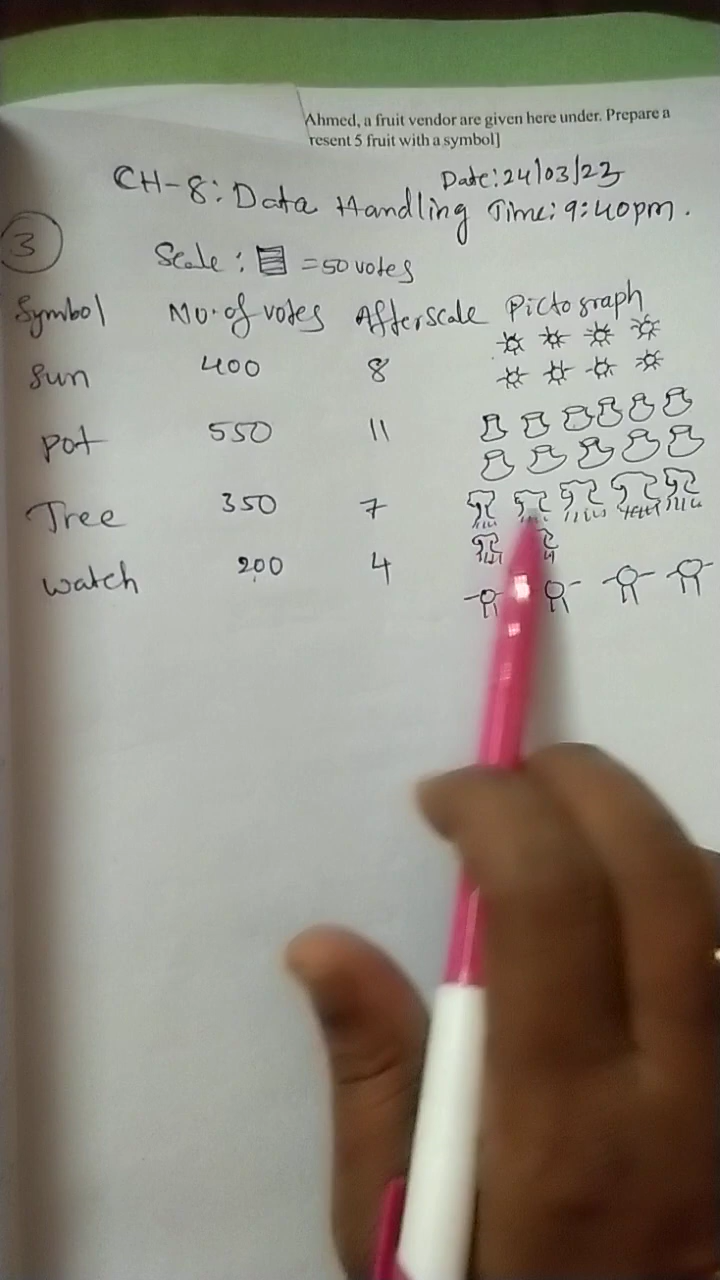 Ahmed, a fruit vendor are given here under. Prepare a
resent 5 fruit with a symbol]
Date: 24/03/23
CH-8: Data Handling Time: 9:40pm.
3
Scale: = 50 votes
Symbol No. of votes After scale Pictograph
Sun 400 8
Pot 550 11
Tree 350 7
Watch 200 4